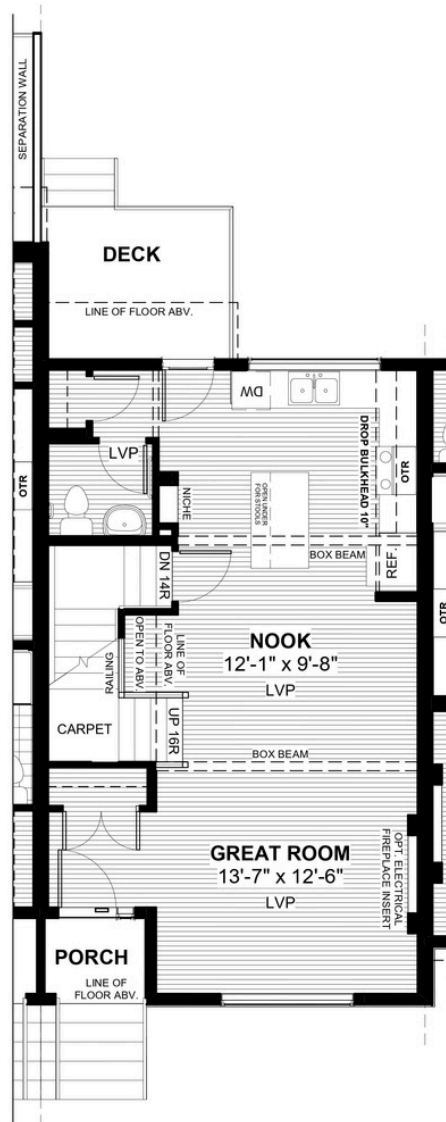 SEPARATION WALL
DECK
LINE OF FLOOR ABV.
DW
LVP
OTR
DROP BULKHEAD 10"
OTR
NICHE
OPEN UNDER
FOR STOOLS
BOX BEAM
REF.
DN 14R
NOOK
12'-1" x 9'-8"
LVP
LINE OF
FLOOR ABV.
OPEN TO ABV.
RAILING
OTR
CARPET
UP 16R
BOX BEAM
GREAT ROOM
13'-7" x 12'-6"
LVP
OPT. ELECTRICAL
FIREPLACE INSERT
PORCH
LINE OF
FLOOR ABV.